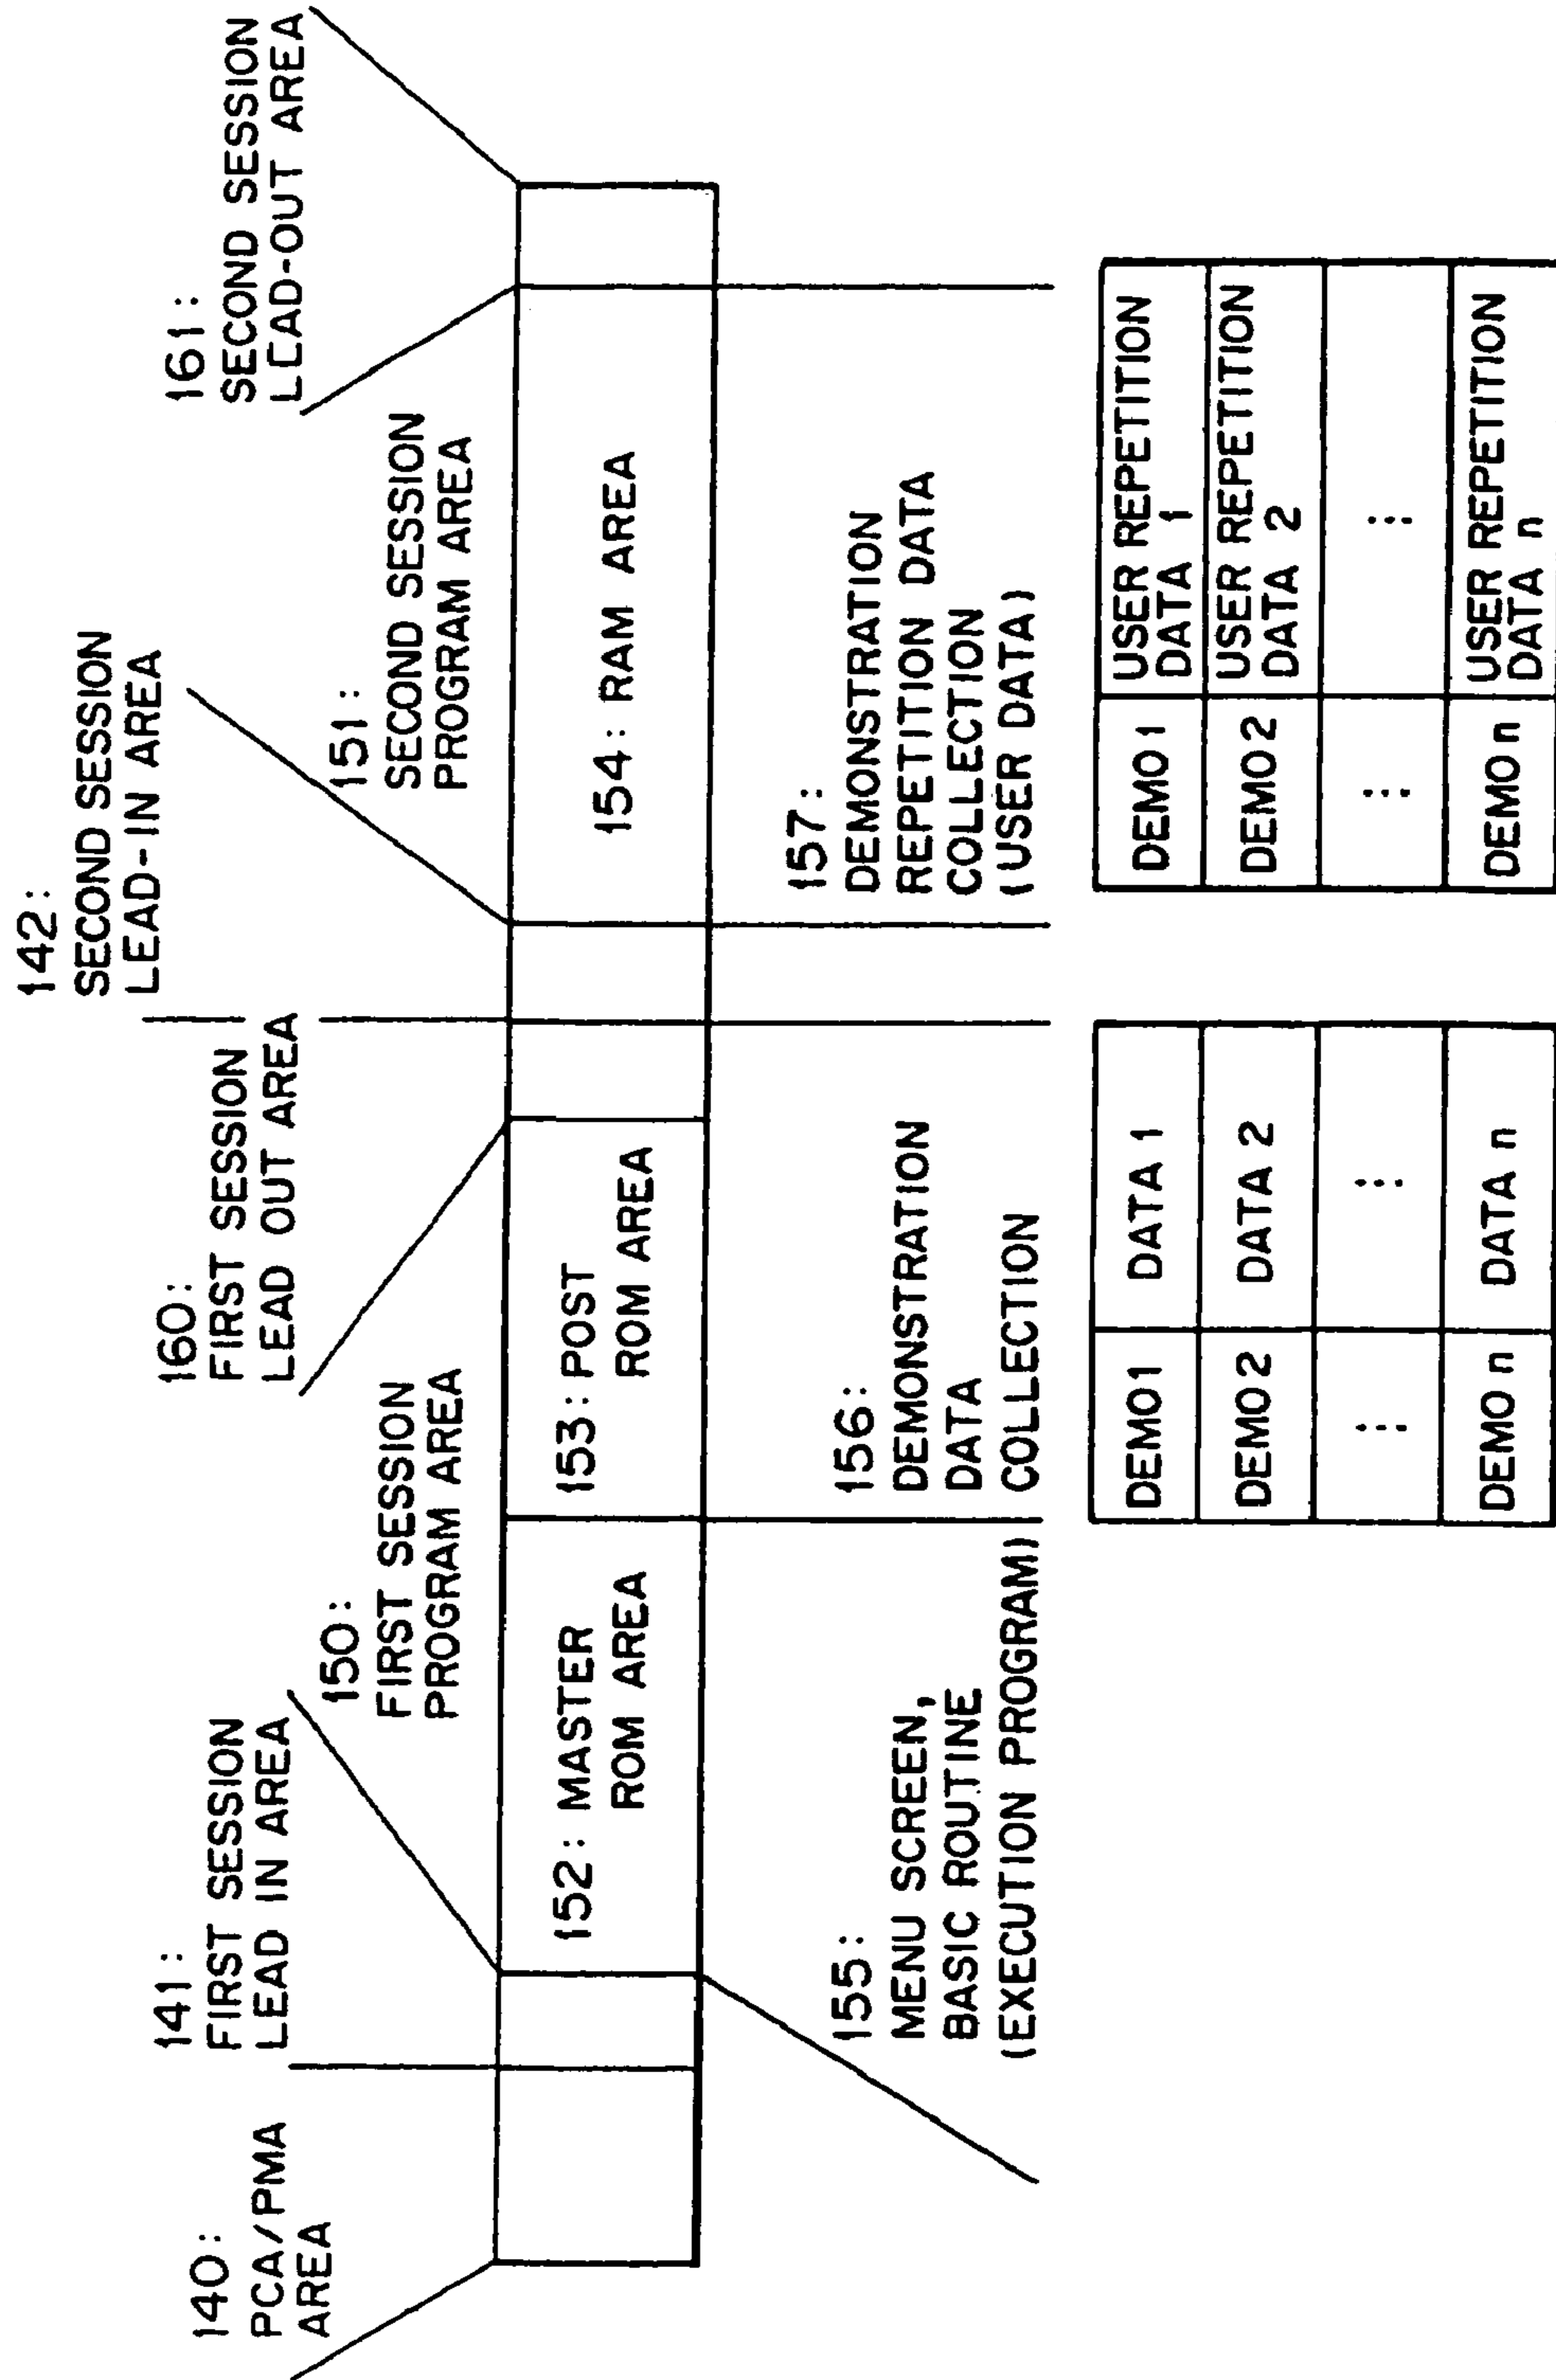 140:
PCA/PMA
AREA
141:
FIRST SESSION
LEAD IN AREA
150:
FIRST SESSION
PROGRAM AREA
160:
FIRST SESSION
LEAD OUT AREA
142:
SECOND SESSION
LEAD-IN AREA
151:
SECOND SESSION
PROGRAM AREA
161:
SECOND SESSION
LEAD-OUT AREA
152: MASTER
ROM AREA
153: POST
ROM AREA
154: RAM AREA
155:
MENU SCREEN,
BASIC ROUTINE
(EXECUTION PROGRAM)
156:
DEMONSTRATION
DATA
COLLECTION
157:
DEMONSTRATION
REPETITION DATA
COLLECTION
(USER DATA)
DEMO1 DATA 1
DEMO2 DATA 2
⋮ ⋮
DEMO n DATA n
DEMO1 USER REPETITION
DATA 1
DEMO2 USER REPETITION
DATA 2
⋮ ⋮
DEMO n USER REPETITION
DATA n